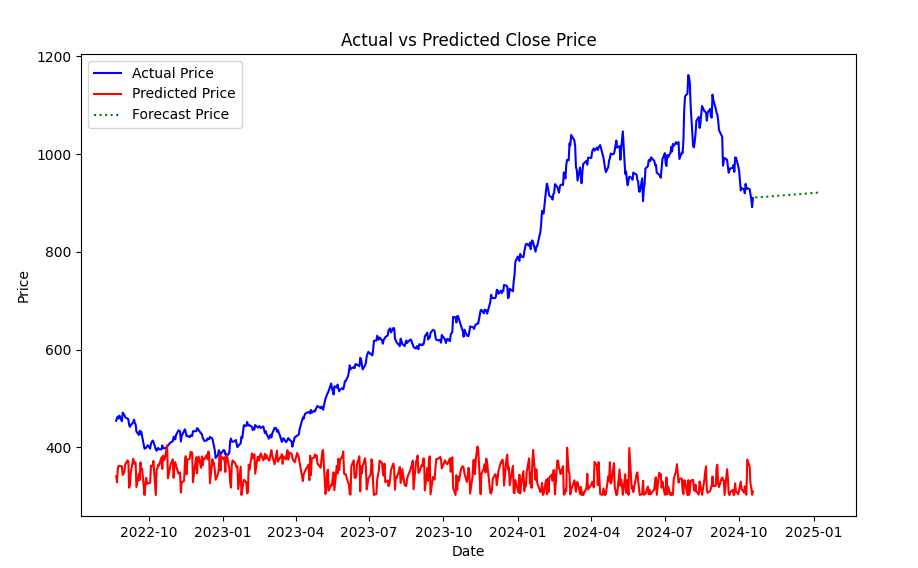 Actual vs Predicted Close Price
Actual Price
Predicted Price
Forecast Price
Price
1200
1000
800
600
400
2022-10
2023-01
2023-04
2023-07
2023-10
2024-01
2024-04
2024-07
2024-10
2025-01
Date